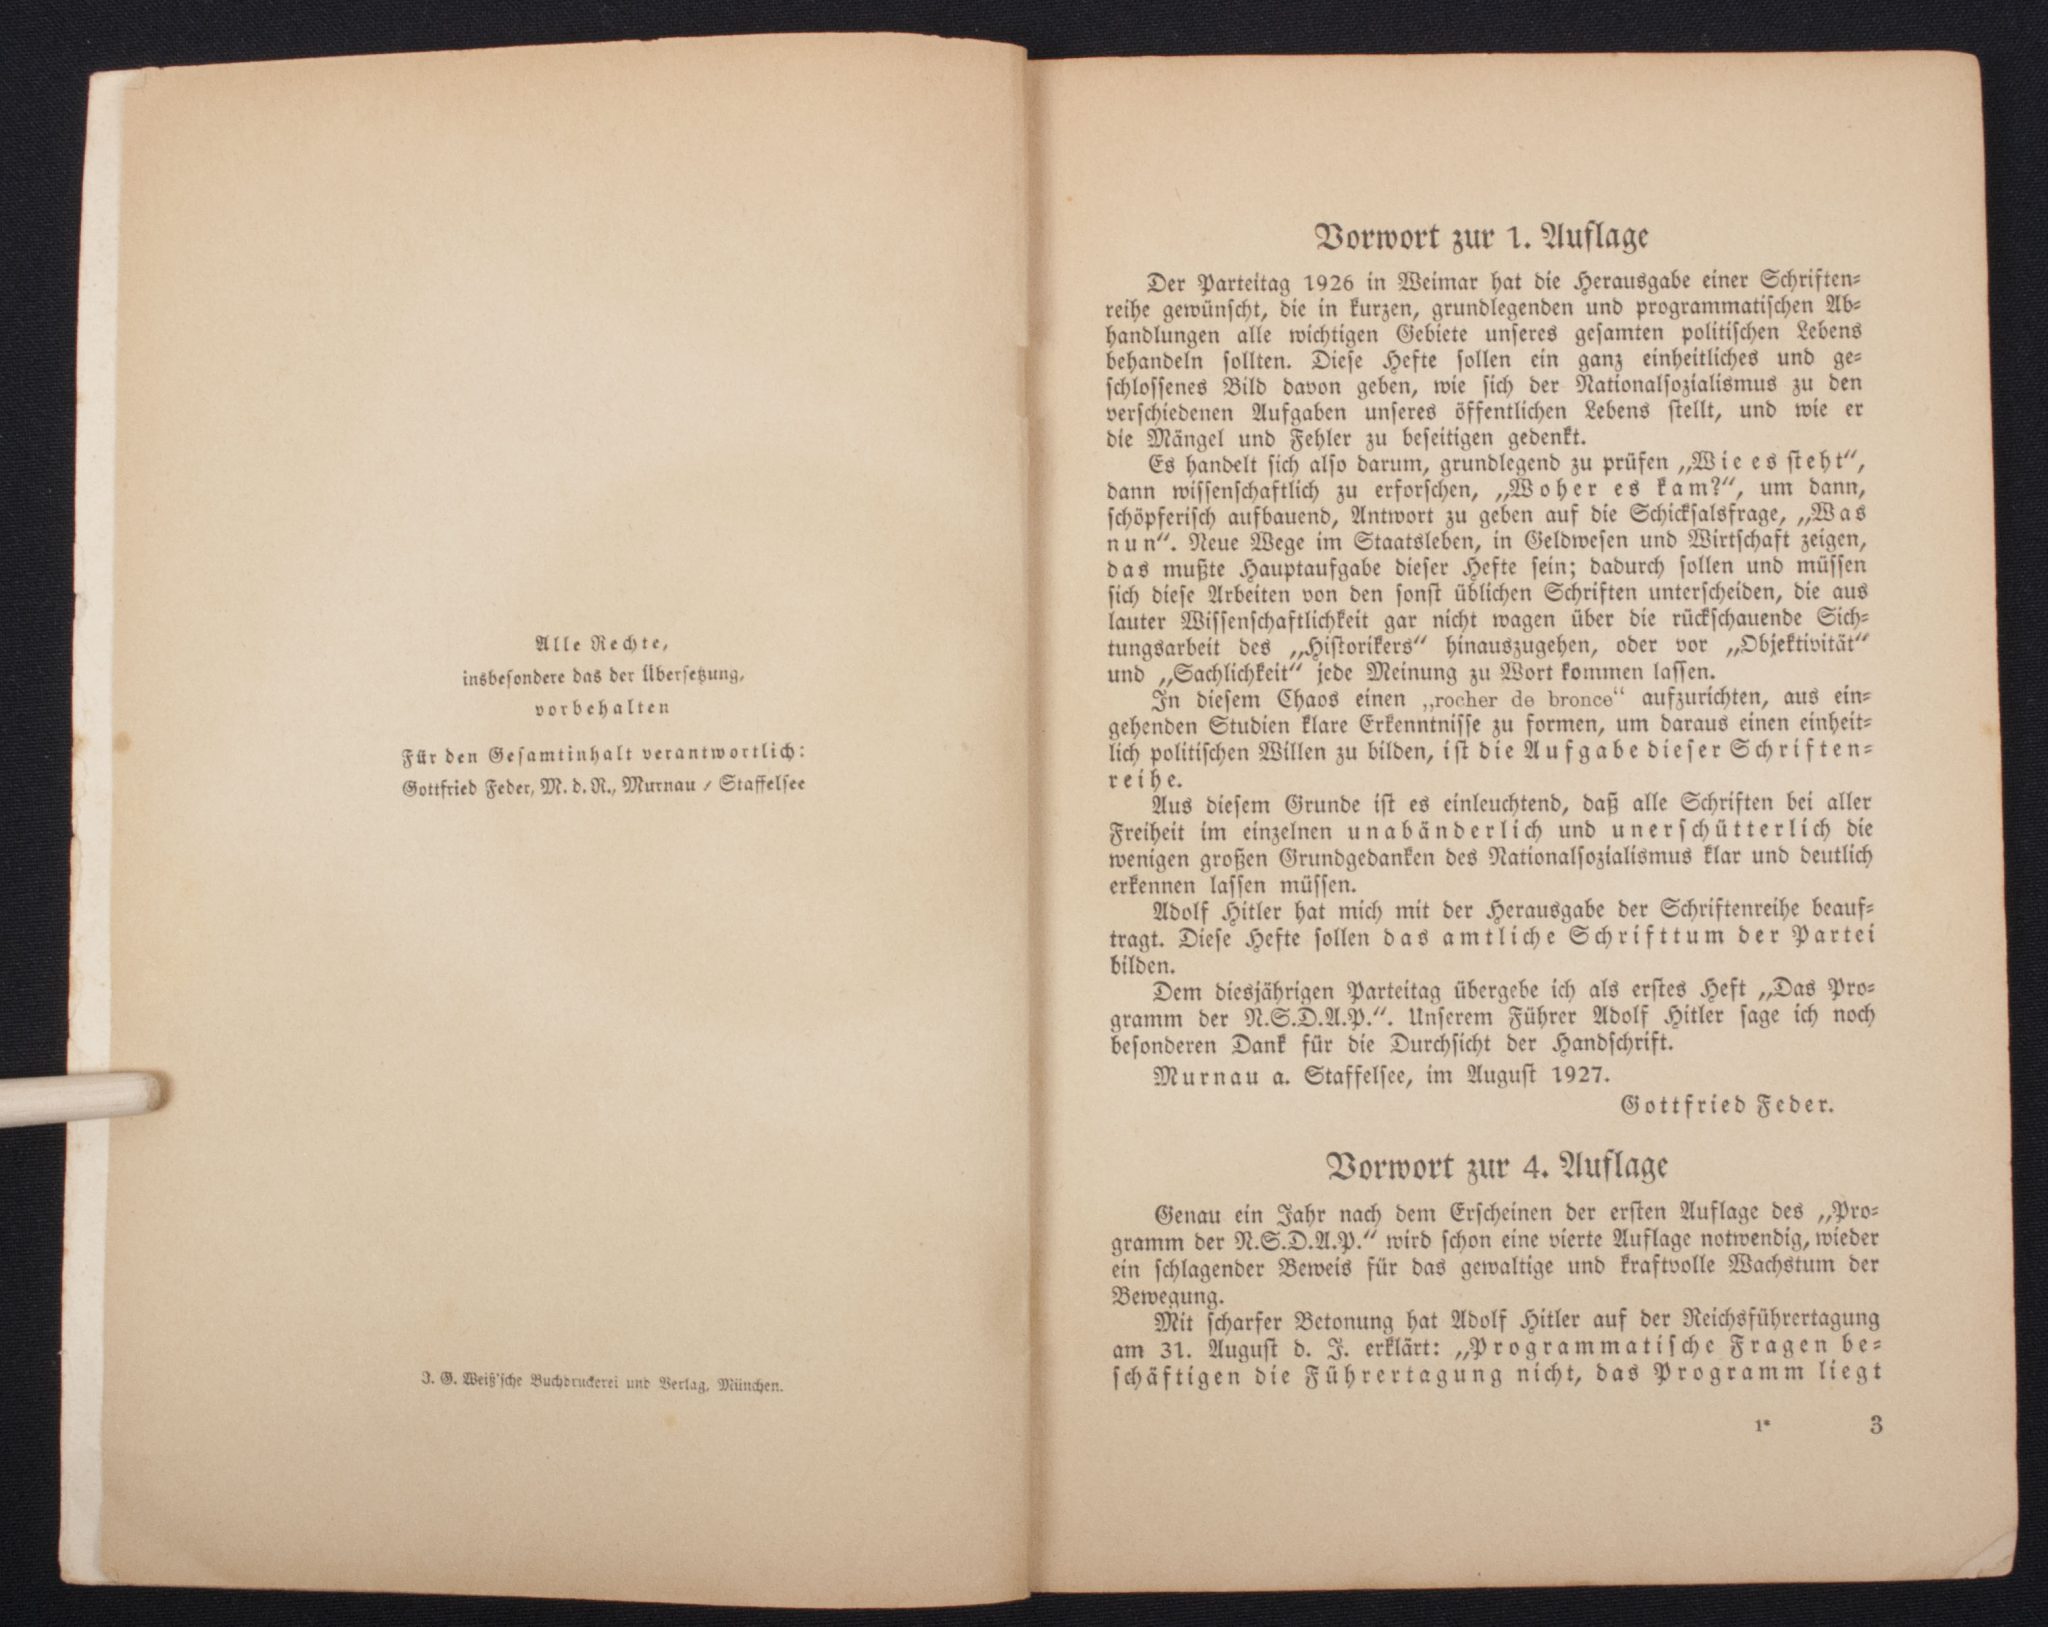 Alle Rechte,
insbesondere das der Übersetzung,
vorbehalten
Für den Gesamtinhalt verantwortlich:
Gottfried Feder, M. d. R., Murnau / Staffelsee
J. G. Weiß'sche Buchdruckerei und Verlag, München.
Vorwort zur 1. Auflage
Der Parteitag 1926 in Weimar hat die Herausgabe einer Schriften-
reihe gewünscht, die in kurzen, grundlegenden und programmatischen Ab-
handlungen alle wichtigen Gebiete unseres gesamten politischen Lebens
behandeln sollten. Diese Hefte sollen ein ganz einheitliches und ge-
schlossenes Bild davon geben, wie sich der Nationalsozialismus zu den
verschiedenen Aufgaben unseres öffentlichen Lebens stellt, und wie er
die Mängel und Fehler zu beseitigen gedenkt.
Es handelt sich also darum, grundlegend zu prüfen „Wie es steht“,
dann wissenschaftlich zu erforschen, „Woher es kam?“, um dann,
schöpferisch aufbauend, Antwort zu geben auf die Schicksalsfrage, „Was
nun“. Neue Wege im Staatsleben, in Geldwesen und Wirtschaft zeigen,
das mußte Hauptaufgabe dieser Hefte sein; dadurch sollen und müssen
sich diese Arbeiten von den sonst üblichen Schriften unterscheiden, die aus
lauter Wissenschaftlichkeit gar nicht wagen über die rückschauende Sich-
tungsarbeit des „Historikers“ hinauszugehen, oder vor „Objektivität“
und „Sachlichkeit“ jede Meinung zu Wort kommen lassen.
In diesem Chaos einen „rocher de bronce“ aufzurichten, aus ein-
gehenden Studien klare Erkenntnisse zu formen, um daraus einen einheit-
lich politischen Willen zu bilden, ist die Aufgabe dieser Schriften-
reihe.
Aus diesem Grunde ist es einleuchtend, daß alle Schriften bei aller
Freiheit im einzelnen unabänderlich und unerschütterlich die
wenigen großen Grundgedanken des Nationalsozialismus klar und deutlich
erkennen lassen müssen.
Adolf Hitler hat mich mit der Herausgabe der Schriftenreihe beauf-
tragt. Diese Hefte sollen das amtliche Schrifttum der Partei
bilden.
Dem diesjährigen Parteitag übergebe ich als erstes Heft „Das Pro-
gramm der N.S.D.A.P.“. Unserem Führer Adolf Hitler sage ich noch
besonderen Dank für die Durchsicht der Handschrift.
Murnau a. Staffelsee, im August 1927.
Gottfried Feder.
Vorwort zur 4. Auflage
Genau ein Jahr nach dem Erscheinen der ersten Auflage des „Pro-
gramm der N.S.D.A.P.“ wird schon eine vierte Auflage notwendig, wieder
ein schlagender Beweis für das gewaltige und kraftvolle Wachstum der
Bewegung.
Mit scharfer Betonung hat Adolf Hitler auf der Reichsführertagung
am 31. August d. J. erklärt: „Programmatische Fragen be-
schäftigen die Führertagung nicht, das Programm liegt
1* 3